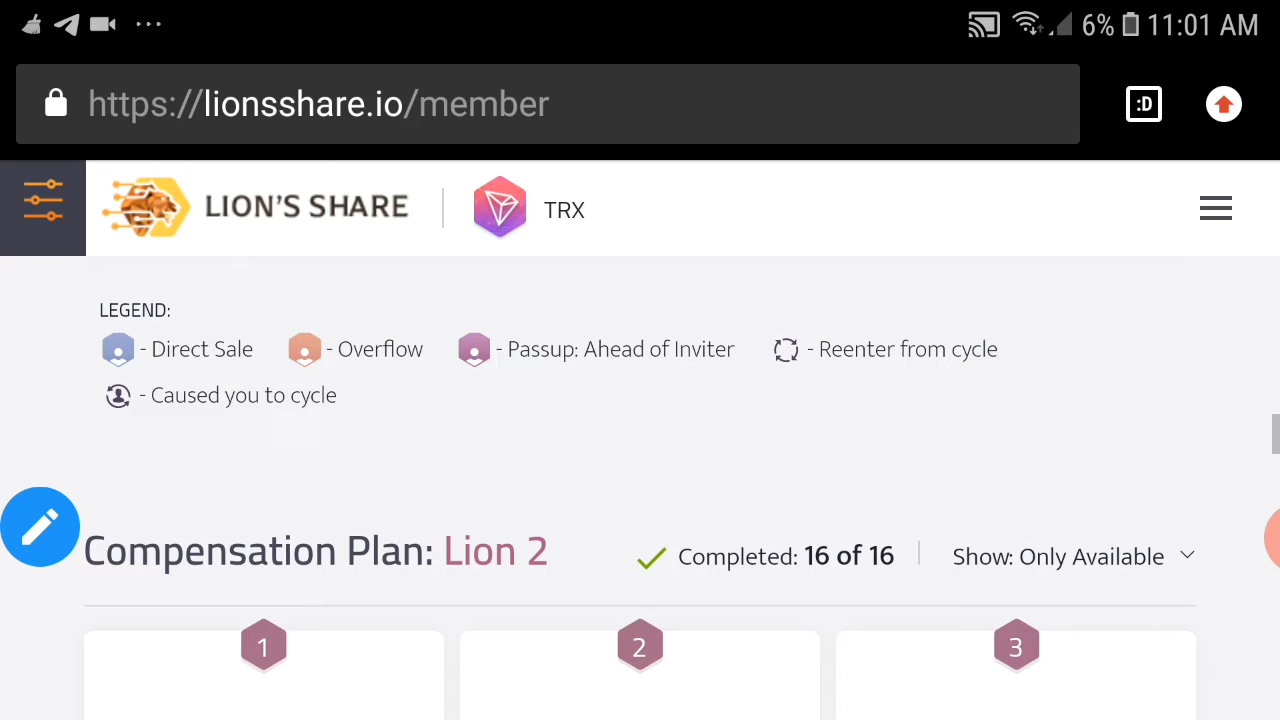 6% 11:01 AM
https://lionsshare.io/member
:D
LION'S SHARE
TRX
LEGEND:
- Direct Sale
- Overflow
- Passup: Ahead of Inviter
- Reenter from cycle
- Caused you to cycle
Compensation Plan: Lion 2
Completed: 16 of 16
Show: Only Available
1
2
3